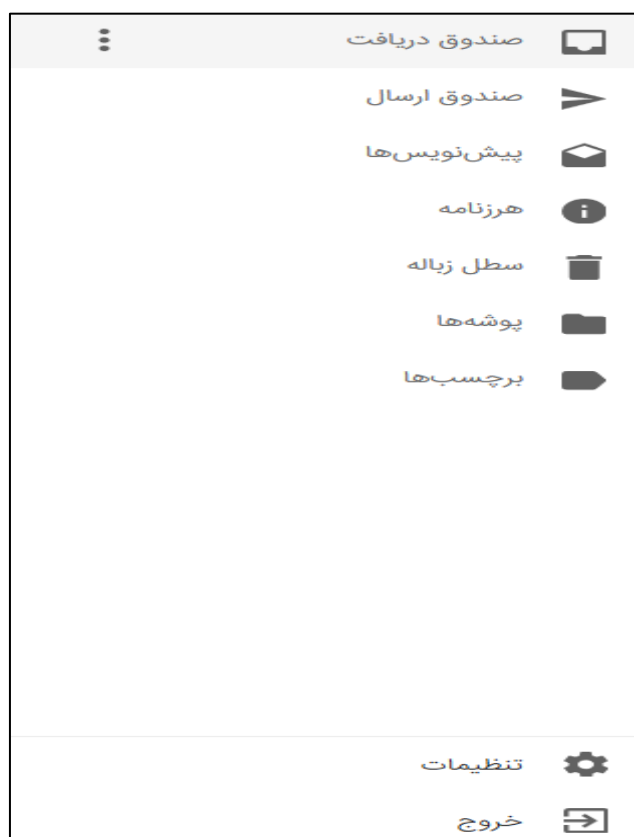 صندوق دریافت
صندوق ارسال
پیش‌نویس‌ها
هرزنامه
سطل زباله
پوشه‌ها
برچسب‌ها
تنظیمات
خروج